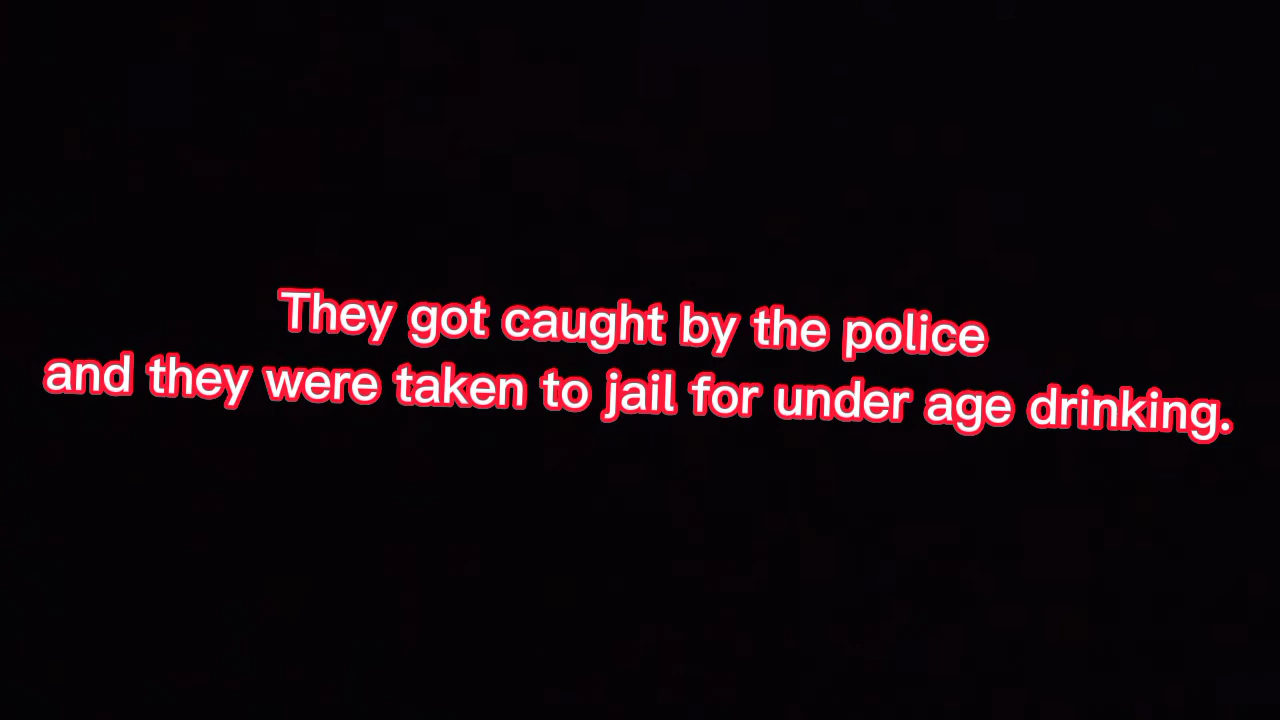 They got caught by the police
and they were taken to jail for under age drinking.